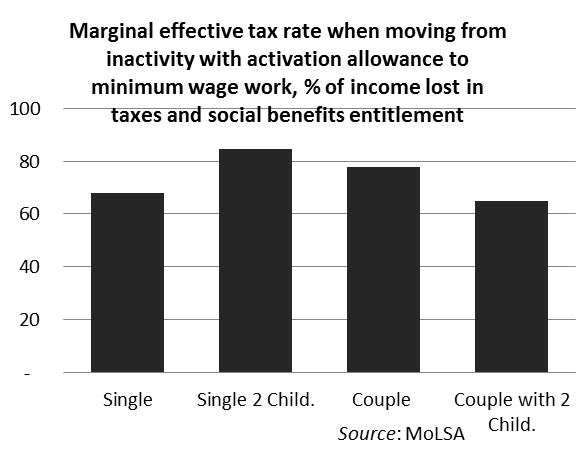 Marginal effective tax rate when moving from
inactivity with activation allowance to
minimum wage work, % of income lost in
taxes and social benefits entitlement
100
80
60
40
20
-
Single
Single 2 Child.
Couple
Couple with 2
Child.
Source: MoLSA